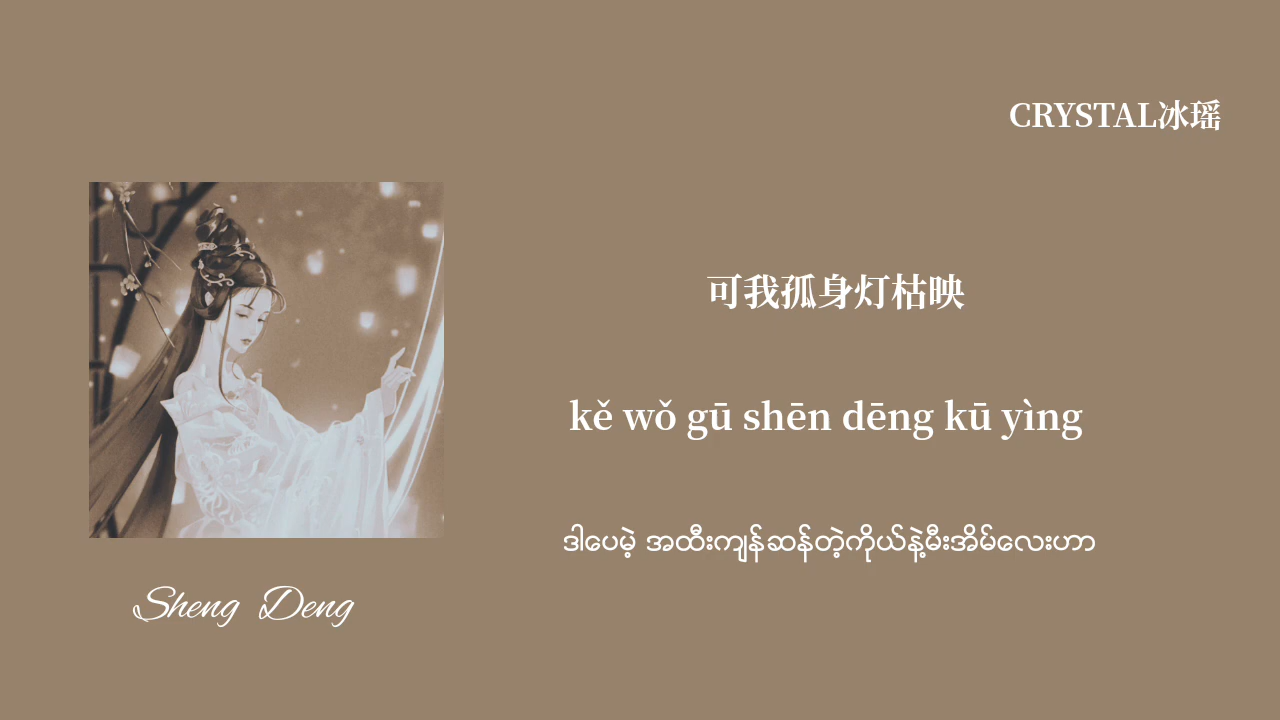 CRYSTAL冰瑶
可我孤身灯枯映
kě wǒ gū shēn dēng kū yìng
ဒါပေမဲ့ အထီးကျန်ဆန်တဲ့ကိုယ်နဲ့မီးအိမ်လေးဟာ
Sheng Deng